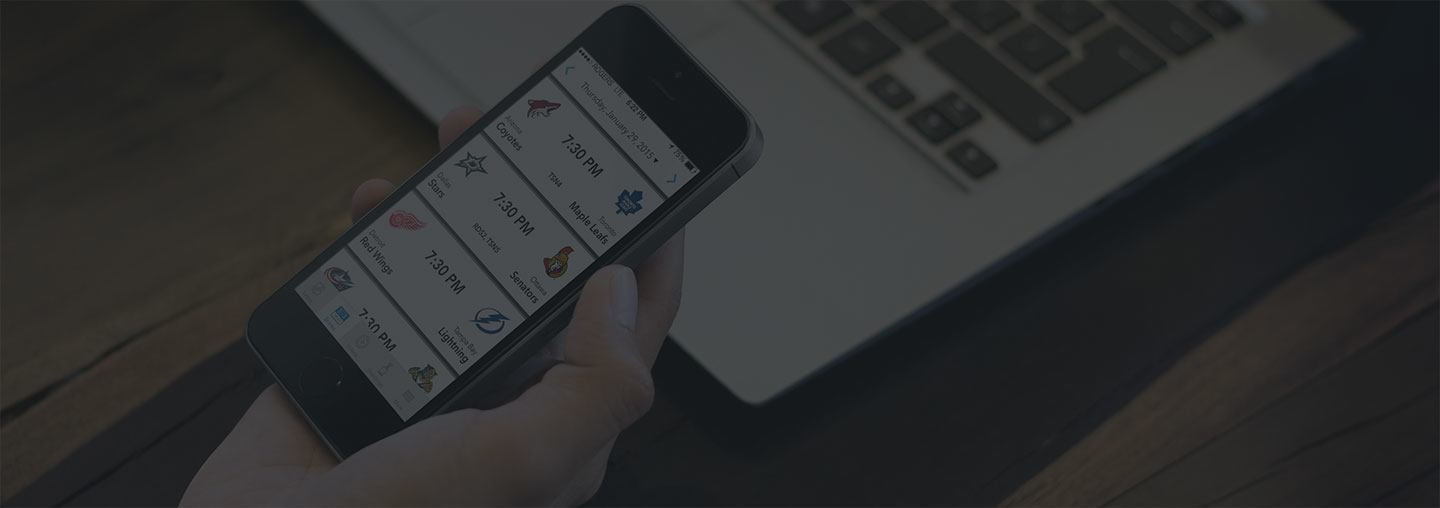 ROGERS LTE 6:22 PM 75%
Thursday, January 29, 2015 ▾
Arizona
Coyotes
7:30 PM
TSN4
Toronto
Maple Leafs
Dallas
Stars
7:30 PM
RDS2, TSN5
Ottawa
Senators
Detroit
Red Wings
7:30 PM
Tampa Bay
Lightning
7:30 PM